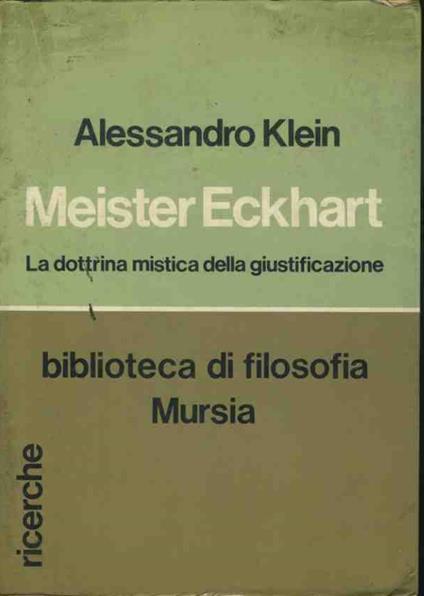 Alessandro Klein
Meister Eckhart
La dottrina mistica della giustificazione
biblioteca di filosofia
Mursia
ricerche